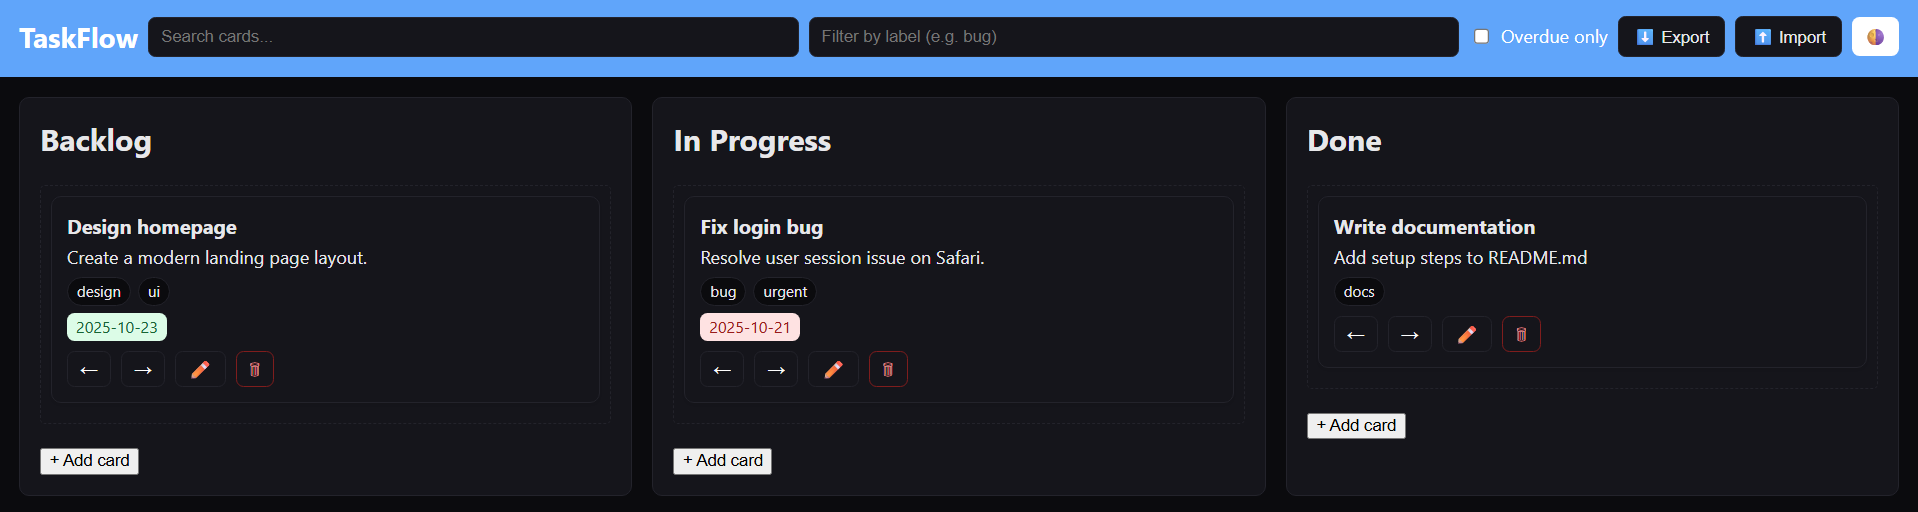 TaskFlow
Search cards...
Filter by label (e.g. bug)
Overdue only
Export
Import
Backlog
Design homepage
Create a modern landing page layout.
design ui
2025-10-23
← →
+ Add card
In Progress
Fix login bug
Resolve user session issue on Safari.
bug urgent
2025-10-21
← →
+ Add card
Done
Write documentation
Add setup steps to README.md
docs
← →
+ Add card